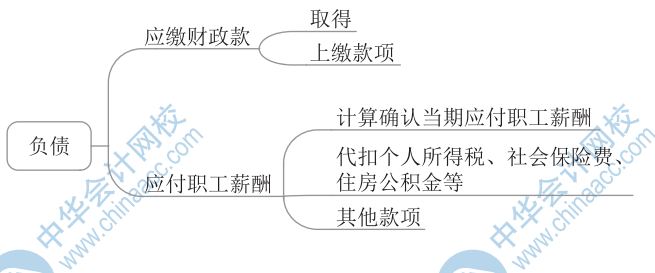 应缴财政款
取得
上缴款项
负债
应付职工薪酬
计算确认当期应付职工薪酬
代扣个人所得税、社会保险费、
住房公积金等
其他款项
中华会计网校
www.chinaacc.com
中华会计网校
www.chinaacc.com